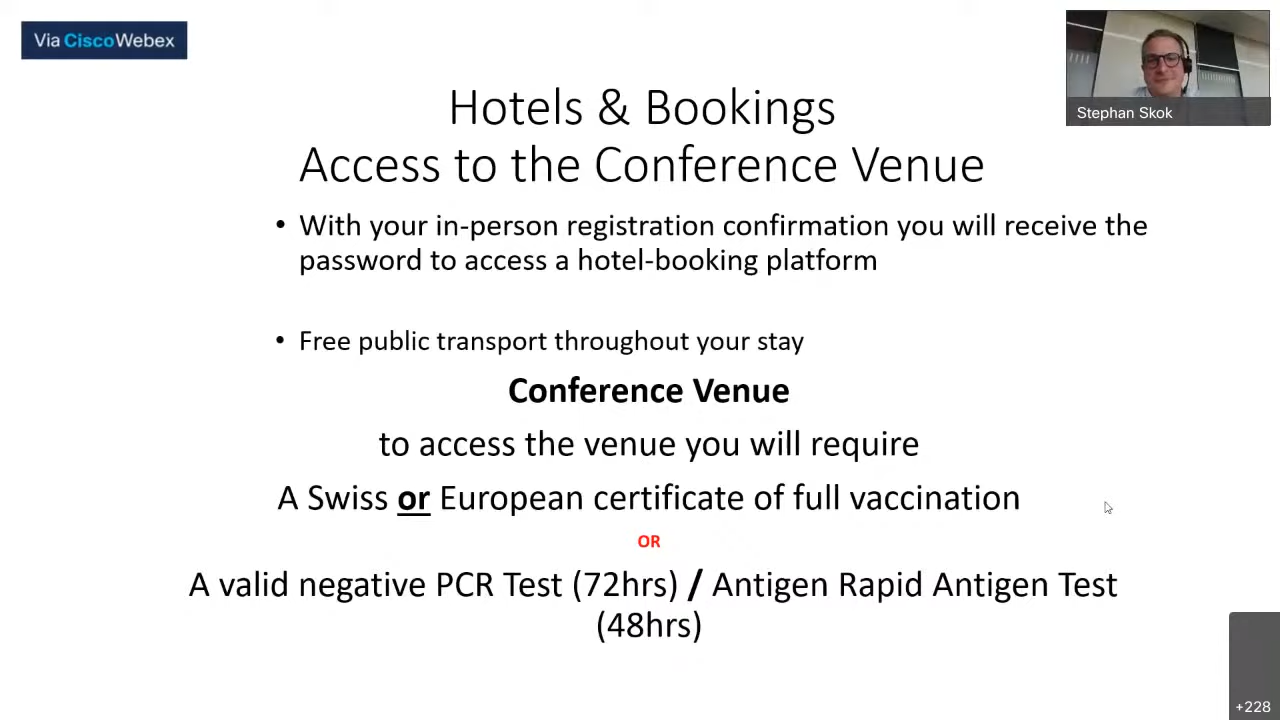 Via CiscoWebex
Stephan Skok
Hotels & Bookings
Access to the Conference Venue
• With your in-person registration confirmation you will receive the
password to access a hotel-booking platform
• Free public transport throughout your stay
Conference Venue
to access the venue you will require
A Swiss or European certificate of full vaccination
OR
A valid negative PCR Test (72hrs) / Antigen Rapid Antigen Test
(48hrs)
+228